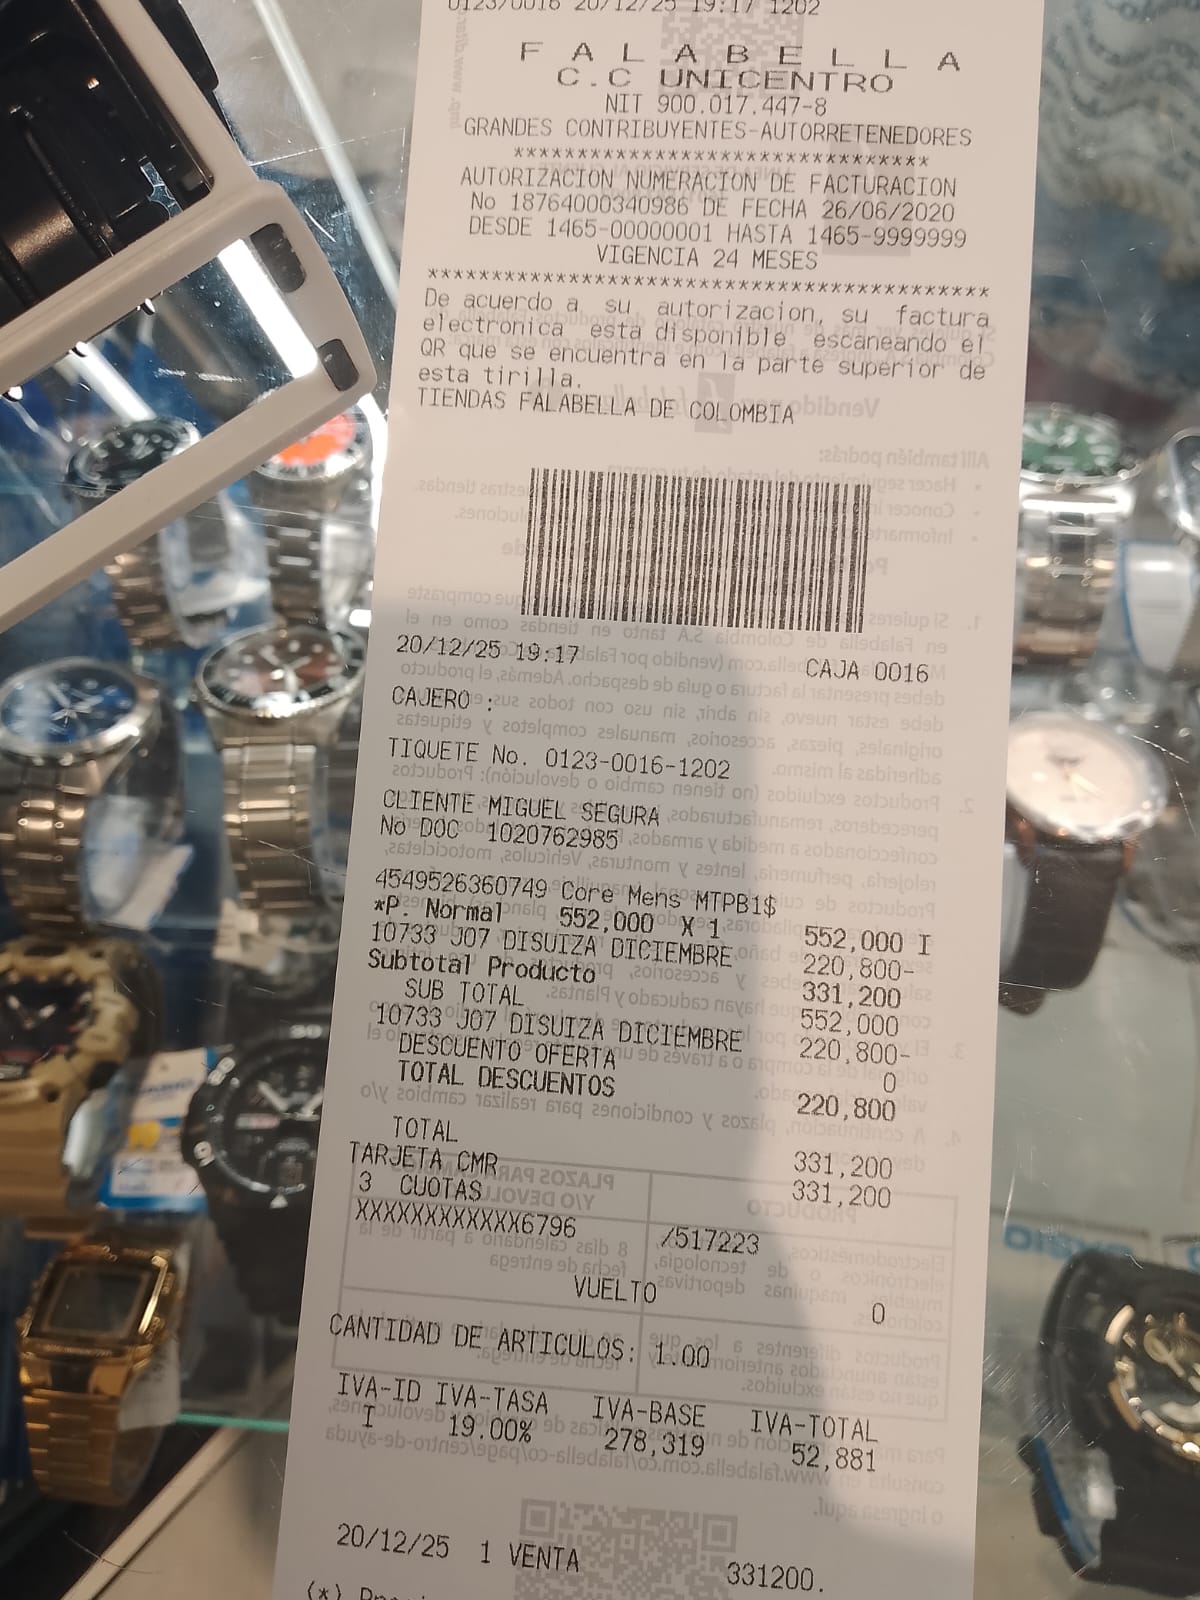 0123/0016 20/12/25 19:17 1202
F A L A B E L L A
C.C UNICENTRO
NIT 900.017.447-8
GRANDES CONTRIBUYENTES-AUTORRETENEDORES
********************************
AUTORIZACION NUMERACION DE FACTURACION
No 18764000340986 DE FECHA 26/06/2020
DESDE 1465-00000001 HASTA 1465-9999999
VIGENCIA 24 MESES
********************************************
De acuerdo a su autorizacion, su factura
electronica esta disponible escaneando el
QR que se encuentra en la parte superior de
esta tirilla.
TIENDAS FALABELLA DE COLOMBIA
20/12/25 19:17 CAJA 0016
CAJERO :
TIQUETE No. 0123-0016-1202
CLIENTE MIGUEL SEGURA
No DOC 1020762985
4549526360749 Core Mens MTPB1$
*P. Normal 552,000 X 1 552,000 I
10733 J07 DISUIZA DICIEMBRE 220,800-
Subtotal Producto 331,200
SUB TOTAL 552,000
10733 J07 DISUIZA DICIEMBRE 220,800-
DESCUENTO OFERTA 0
TOTAL DESCUENTOS 220,800
TOTAL 331,200
TARJETA CMR 331,200
3 CUOTAS
XXXXXXXXXXXX6796 /517223
VUELTO 0
CANTIDAD DE ARTICULOS: 1.00
IVA-ID IVA-TASA IVA-BASE IVA-TOTAL
I 19.00% 278,319 52,881
20/12/25 1 VENTA 331200.
(*)